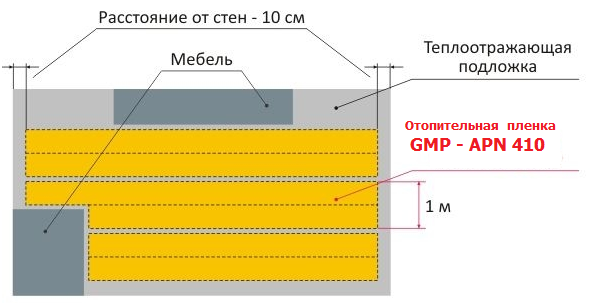 Расстояние от стен - 10 см
Мебель
Теплоотражающая
подложка
Отопительная пленка
GMP - APN 410
1 м